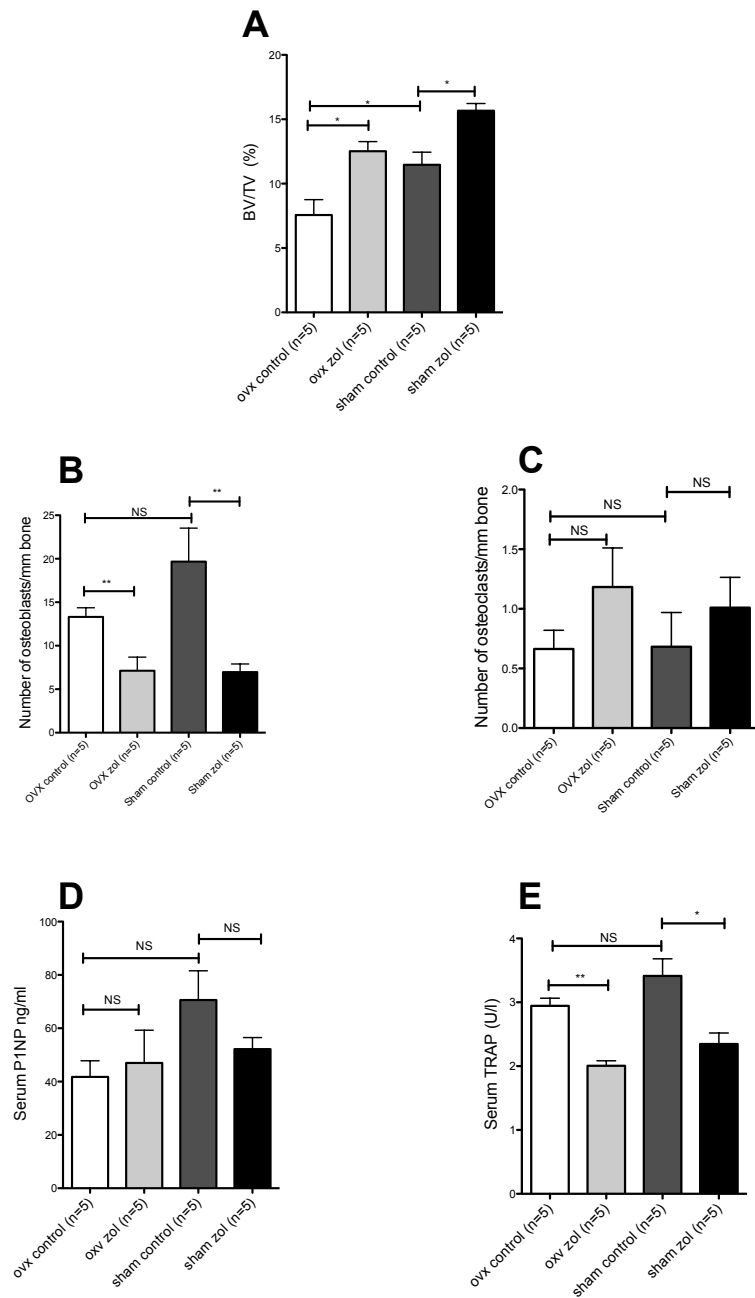 A
BV/TV (%)
20
15
10
5
0
*
*
*
ovx control (n=5)
ovx zol (n=5)
sham control (n=5)
sham zol (n=5)
B
Number of osteoblasts/mm bone
25
20
15
10
5
0
NS
**
**
OVX control (n=5)
OVX zol (n=5)
Sham control (n=5)
Sham zol (n=5)
C
Number of osteoclasts/mm bone
2.0
1.5
1.0
0.5
0.0
NS
NS
NS
OVX control (n=5)
OVX zol (n=5)
Sham control (n=5)
Sham zol (n=5)
D
Serum P1NP ng/ml
100
80
60
40
20
0
NS
NS
NS
ovx control (n=5)
oxv zol (n=5)
sham control (n=5)
sham zol (n=5)
E
Serum TRAP (U/l)
4
3
2
1
0
*
NS
**
ovx control (n=5)
oxv zol (n=5)
sham control (n=5)
sham zol (n=5)